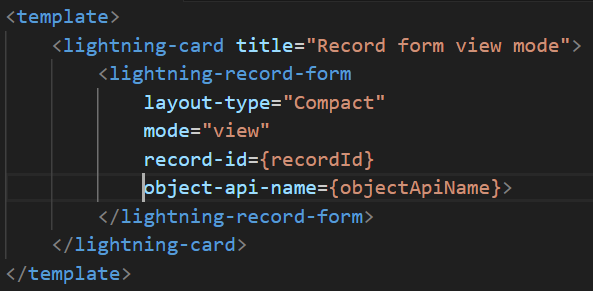 <template>
<lightning-card title="Record form view mode">
<lightning-record-form
layout-type="Compact"
mode="view"
record-id={recordId}
object-api-name={objectApiName}>
</lightning-record-form>
</lightning-card>
</template>